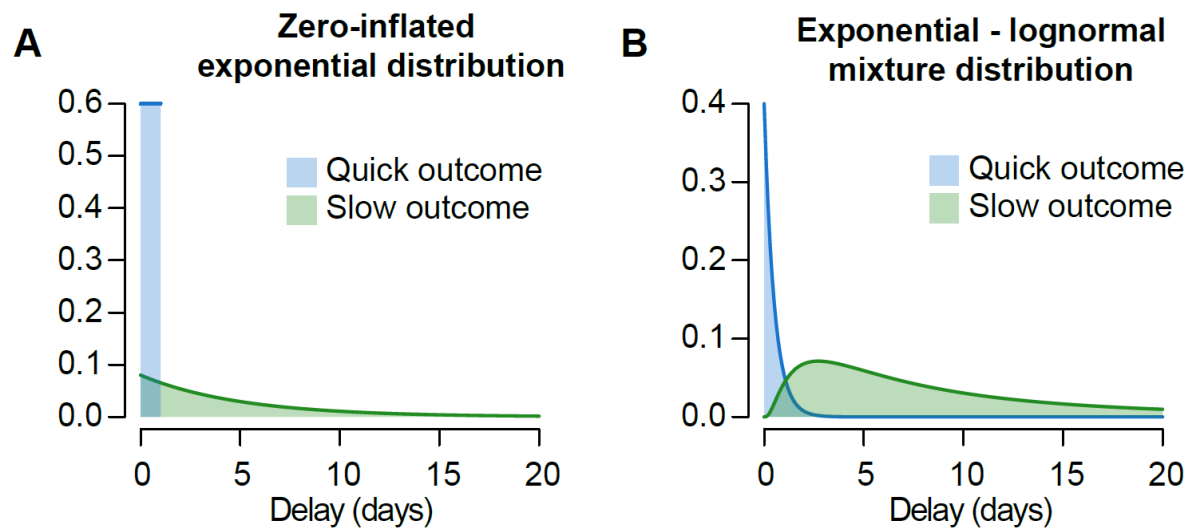 A
Zero-inflated
exponential distribution
0.6
0.5
0.4
0.3
0.2
0.1
0.0
Quick outcome
Slow outcome
0
5
10
15
20
Delay (days)
B
Exponential - lognormal
mixture distribution
0.4
0.3
0.2
0.1
0.0
Quick outcome
Slow outcome
0
5
10
15
20
Delay (days)